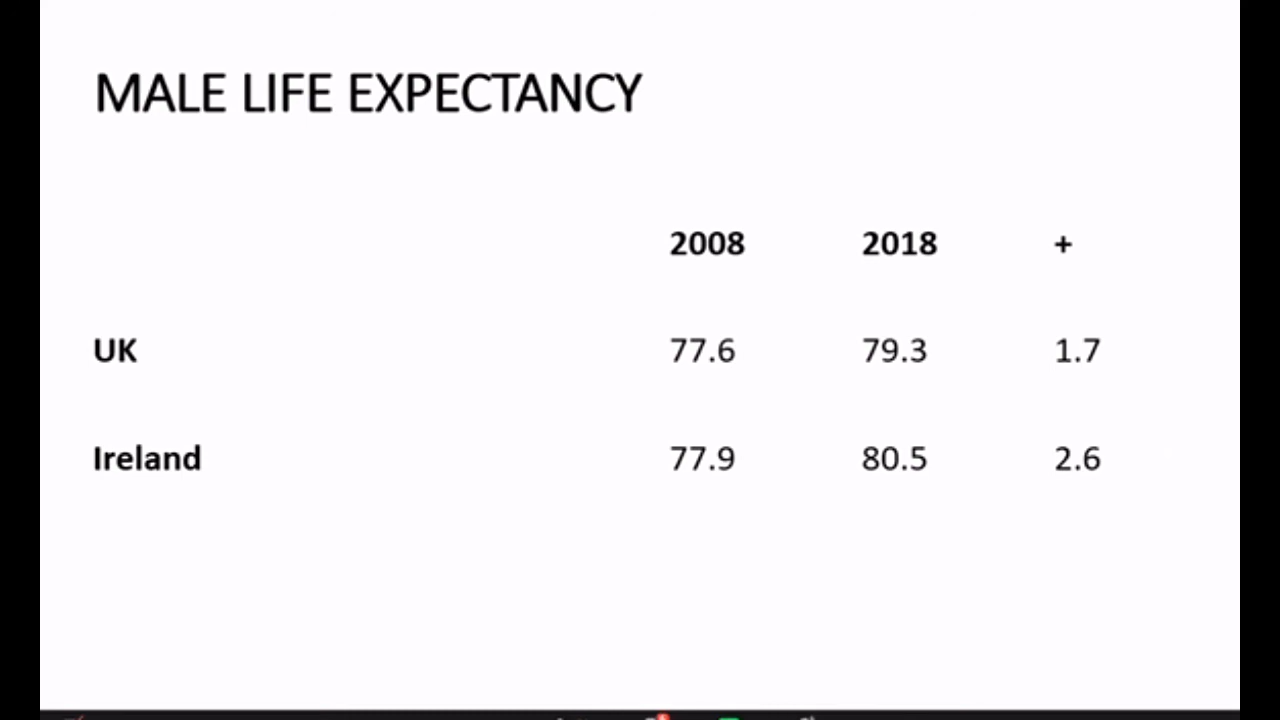 MALE LIFE EXPECTANCY
2008 2018 +
UK 77.6 79.3 1.7
Ireland 77.9 80.5 2.6